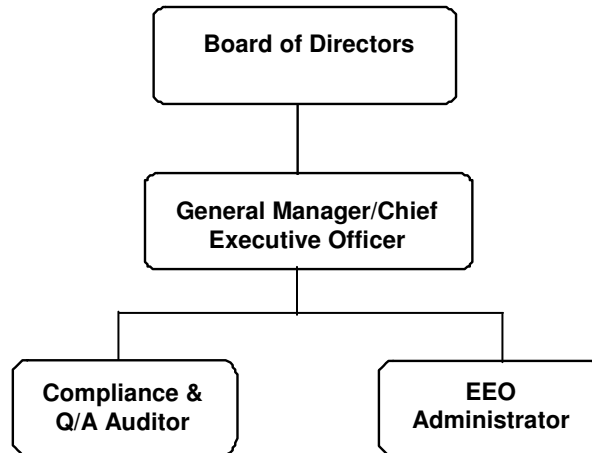 Board of Directors
General Manager/Chief
Executive Officer
Compliance &
Q/A Auditor
EEO
Administrator